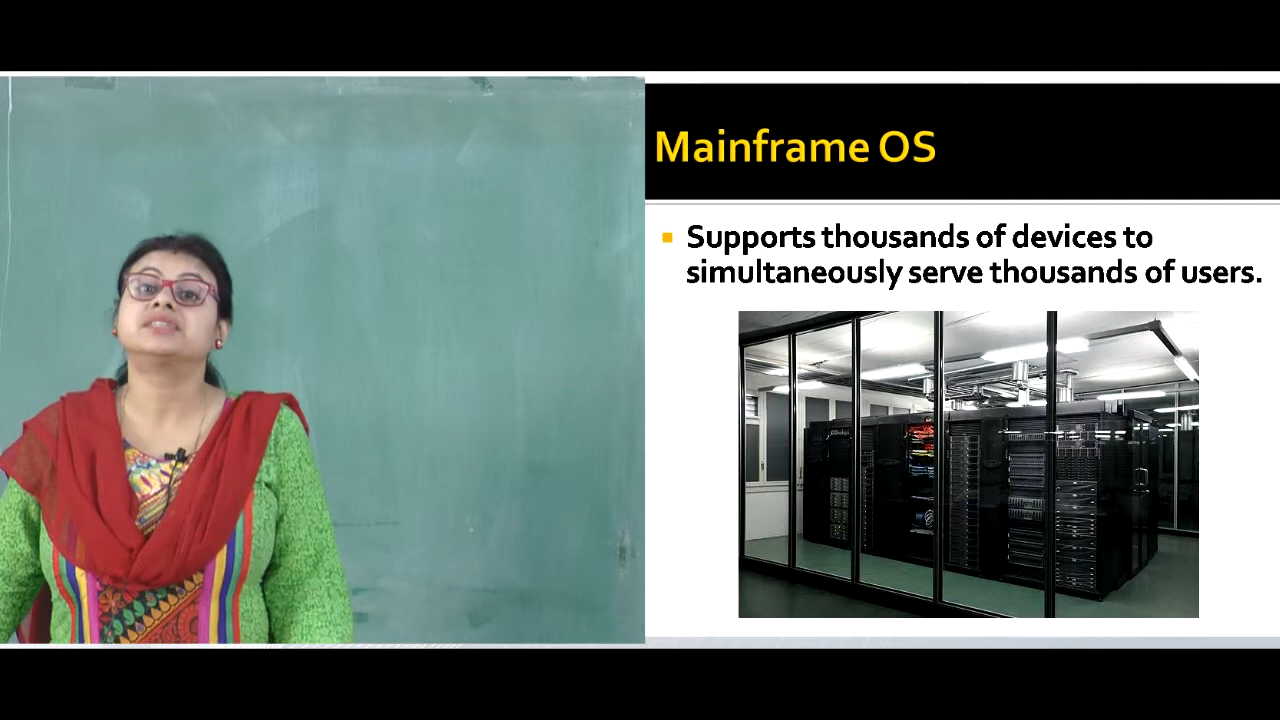 Mainframe OS
Supports thousands of devices to
simultaneously serve thousands of users.